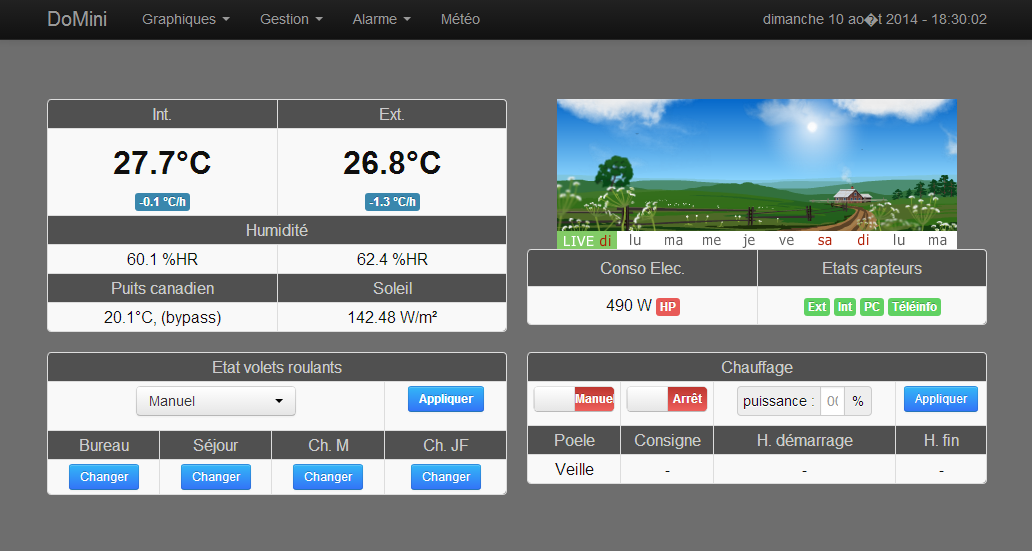 DoMini Graphiques Gestion Alarme Météo dimanche 10 ao�t 2014 - 18:30:02
Int. Ext.
27.7°C 26.8°C
-0.1 °C/h -1.3 °C/h
Humidité
60.1 %HR 62.4 %HR
Puits canadien Soleil
20.1°C, (bypass) 142.48 W/m²
LIVE di lu ma me je ve sa di lu ma
Conso Elec. Etats capteurs
490 W HP Ext Int PC Téléinfo
Etat volets roulants
Manuel Appliquer
Bureau Séjour Ch. M Ch. JF
Changer Changer Changer Changer
Chauffage
Manuel Arrêt puissance : 00 % Appliquer
Poele Consigne H. démarrage H. fin
Veille - - -